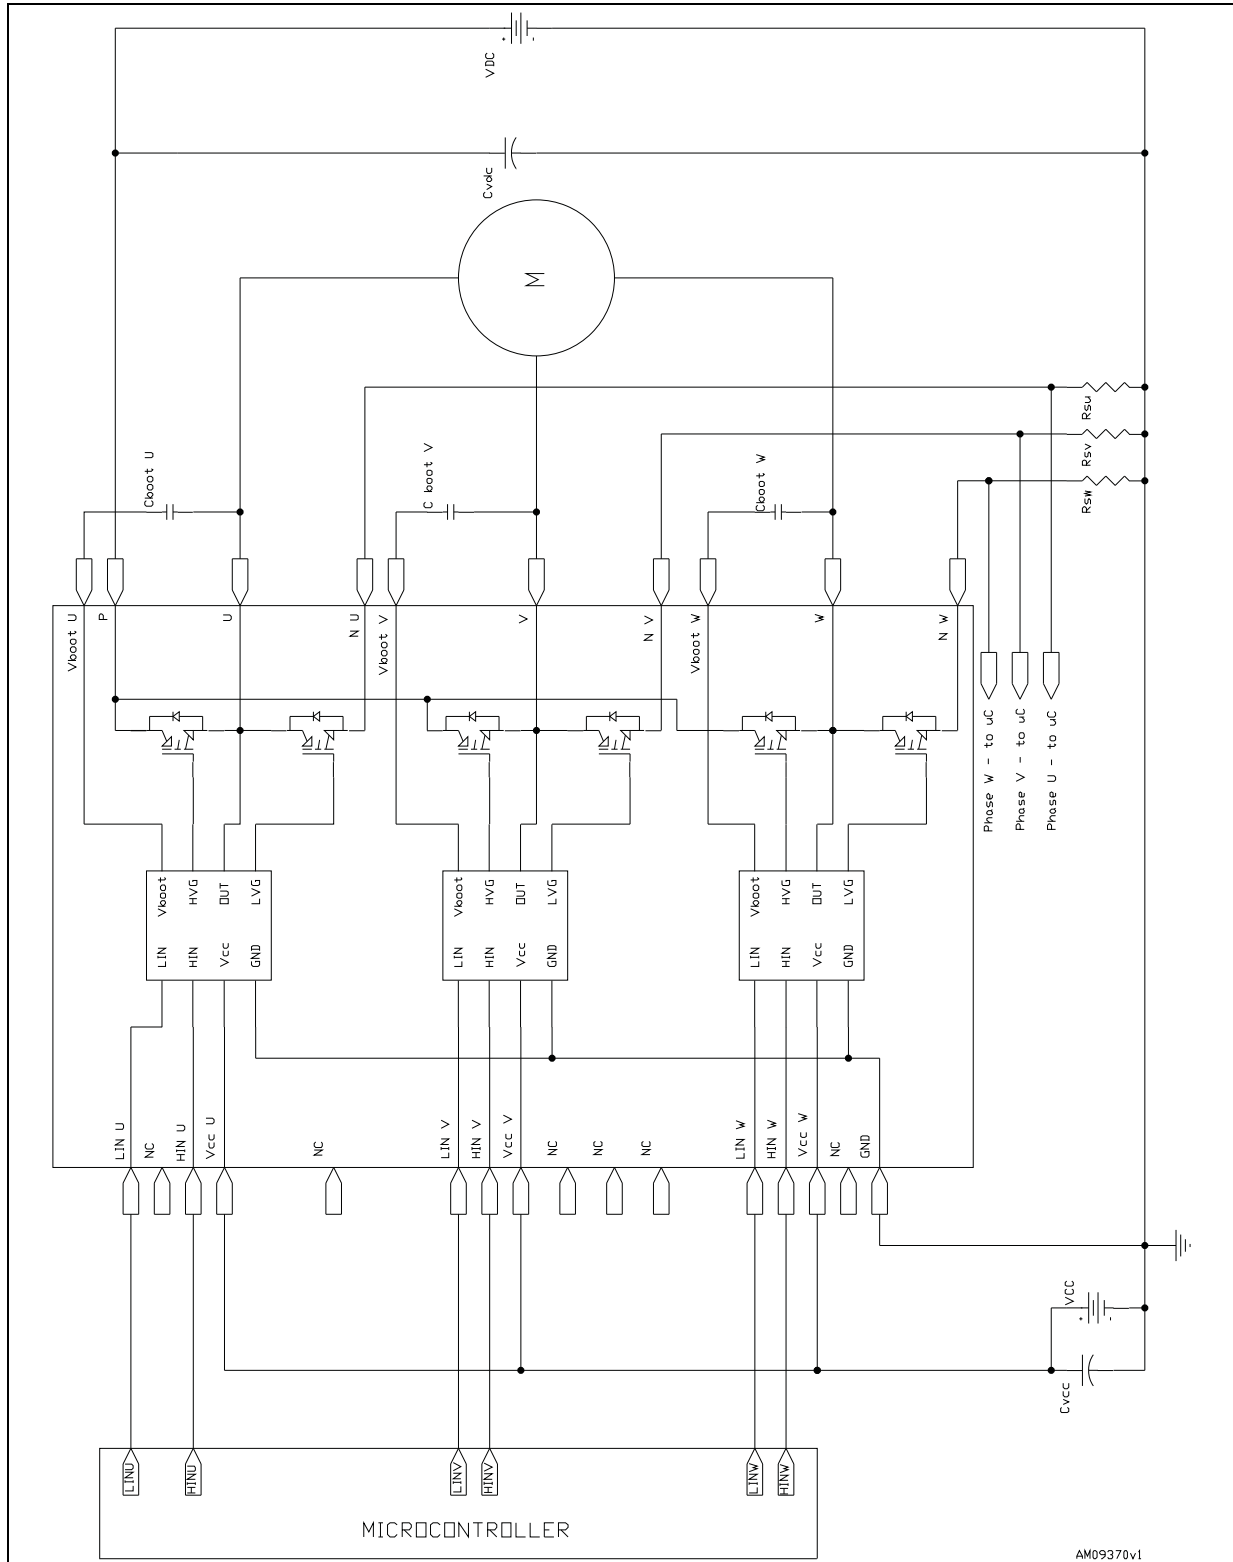 VDC
+
-
Cvdc
M
Rsu
Rsv
Rsw
Cboot U
C boot V
Cboot W
Vboot U
P
U
N U
Vboot V
V
N V
Vboot W
W
N W
Phase W - to uC
Phase V - to uC
Phase U - to uC
Vboot
HVG
OUT
LVG
LIN
HIN
Vcc
GND
Vboot
HVG
OUT
LVG
LIN
HIN
Vcc
GND
Vboot
HVG
OUT
LVG
LIN
HIN
Vcc
GND
LIN U
NC
HIN U
Vcc U
NC
LIN V
HIN V
Vcc V
NC
NC
NC
LIN W
HIN W
Vcc W
NC
GND
VCC
+
-
Cvcc
LINU
HINU
LINV
HINV
LINW
HINW
MICROCONTROLLER
AM09370v1